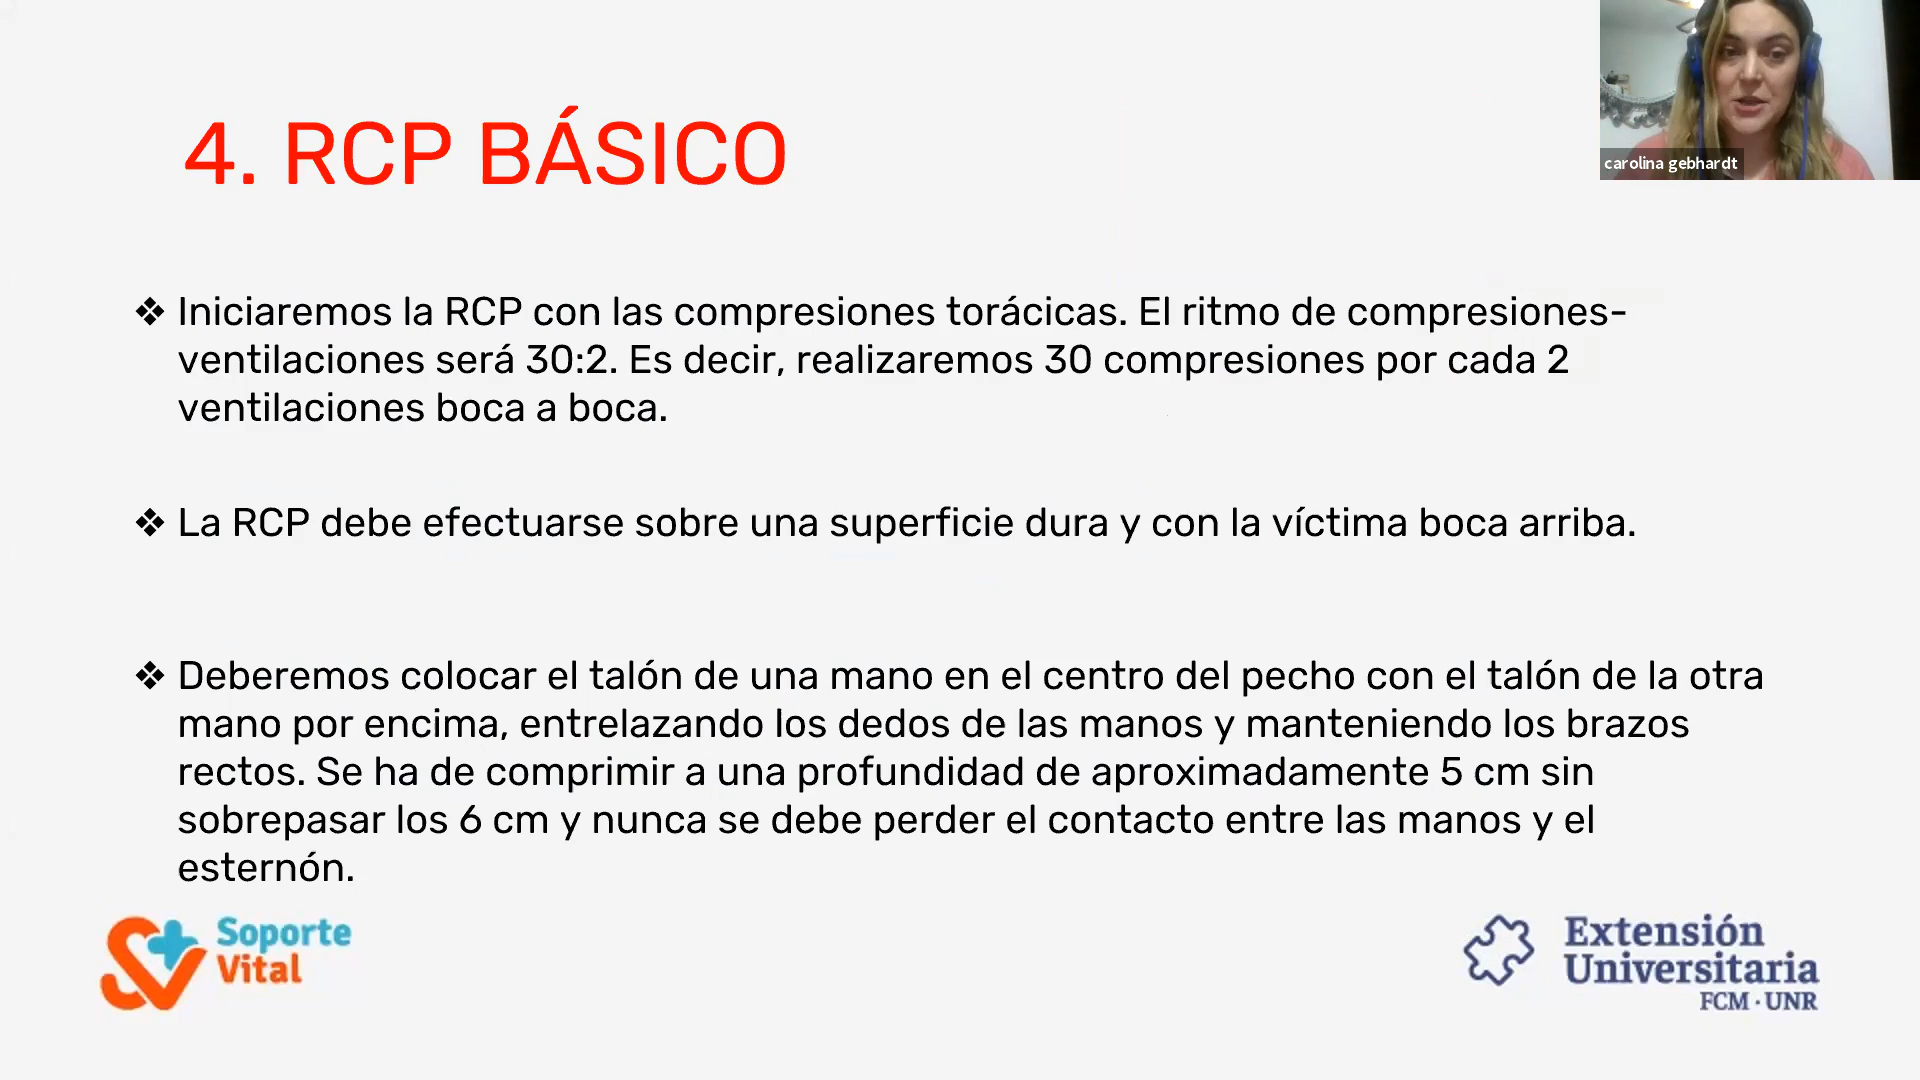 carolina gebhardt
4. RCP BÁSICO
❖ Iniciaremos la RCP con las compresiones torácicas. El ritmo de compresiones-
ventilaciones será 30:2. Es decir, realizaremos 30 compresiones por cada 2
ventilaciones boca a boca.
❖ La RCP debe efectuarse sobre una superficie dura y con la víctima boca arriba.
❖ Deberemos colocar el talón de una mano en el centro del pecho con el talón de la otra
mano por encima, entrelazando los dedos de las manos y manteniendo los brazos
rectos. Se ha de comprimir a una profundidad de aproximadamente 5 cm sin
sobrepasar los 6 cm y nunca se debe perder el contacto entre las manos y el
esternón.
Soporte
Vital
Extensión
Universitaria
FCM · UNR